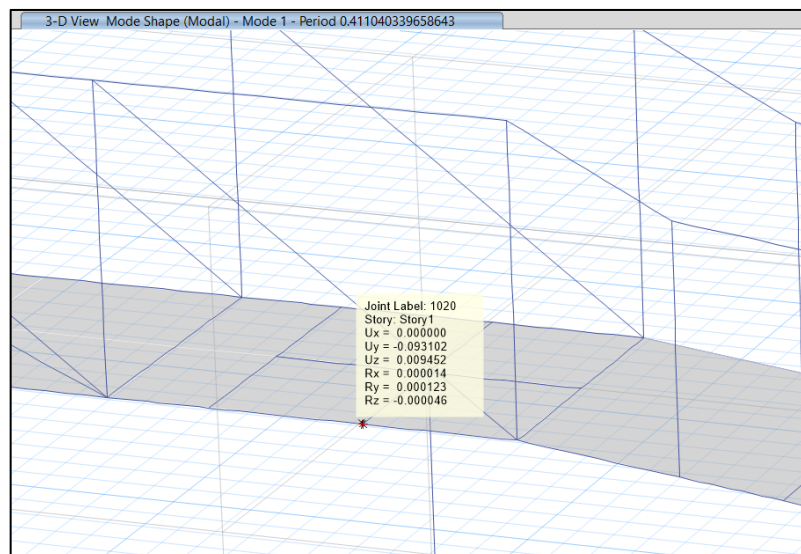 3-D View Mode Shape (Modal) - Mode 1 - Period 0.411040339658643
Joint Label: 1020
Story: Story1
Ux = 0.000000
Uy = -0.093102
Uz = 0.009452
Rx = 0.000014
Ry = 0.000123
Rz = -0.000046